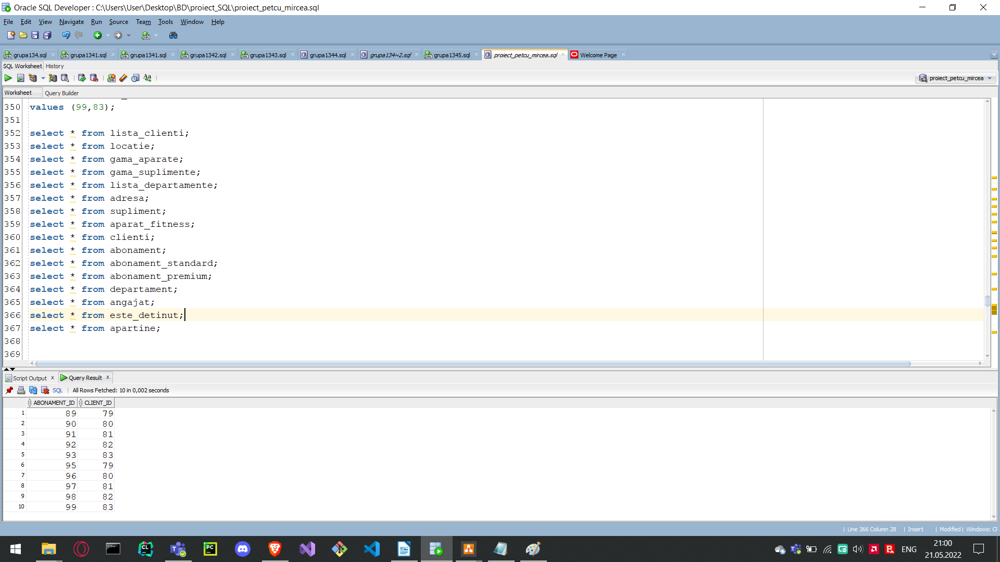 Oracle SQL Developer : C:\Users\User\Desktop\BD\proiect_SQL\proiect_petcu_mircea.sql
File Edit View Navigate Run Source Team Tools Window Help
grupa134.sql grupa1341.sql grupa1341.sql grupa1342.sql grupa1343.sql grupa1344.sql grupa134~2.sql grupa1345.sql proiect_petcu_mircea.sql Welcome Page
SQL Worksheet History
proiect_petcu_mircea
Worksheet Query Builder
350 values (99,83);
351
352 select * from lista_clienti;
353 select * from locatie;
354 select * from gama_aparate;
355 select * from gama_suplimente;
356 select * from lista_departamente;
357 select * from adresa;
358 select * from supliment;
359 select * from aparat_fitness;
360 select * from clienti;
361 select * from abonament;
362 select * from abonament_standard;
363 select * from abonament_premium;
364 select * from departament;
365 select * from angajat;
366 select * from este_detinut;
367 select * from apartine;
368
369
Script Output Query Result
SQL All Rows Fetched: 10 in 0,002 seconds
ABONAMENT_ID CLIENT_ID
1 89 79
2 90 80
3 91 81
4 92 82
5 93 83
6 95 79
7 96 80
8 97 81
9 98 82
10 99 83
Line 366 Column 28 Insert Modified Windows:
ENG 21:00
21.05.2022